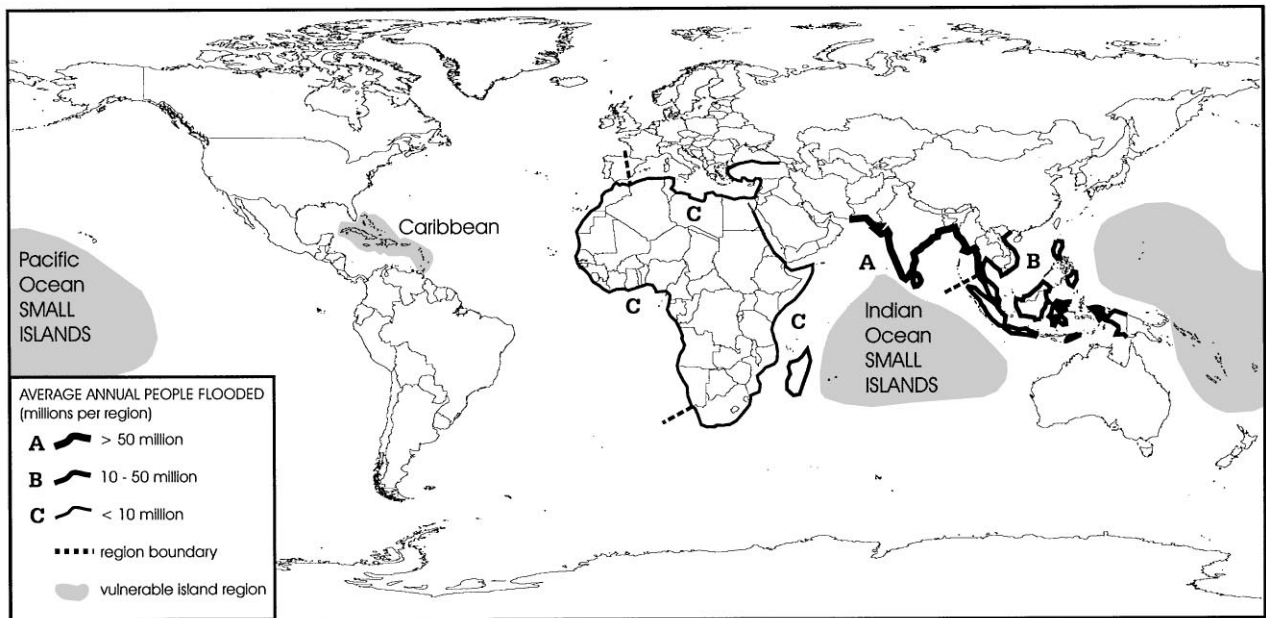 Caribbean
Pacific
Ocean
SMALL
ISLANDS
C
C
C
A
B
Indian
Ocean
SMALL
ISLANDS
AVERAGE ANNUAL PEOPLE FLOODED
(millions per region)
A > 50 million
B 10 - 50 million
C < 10 million
region boundary
vulnerable island region